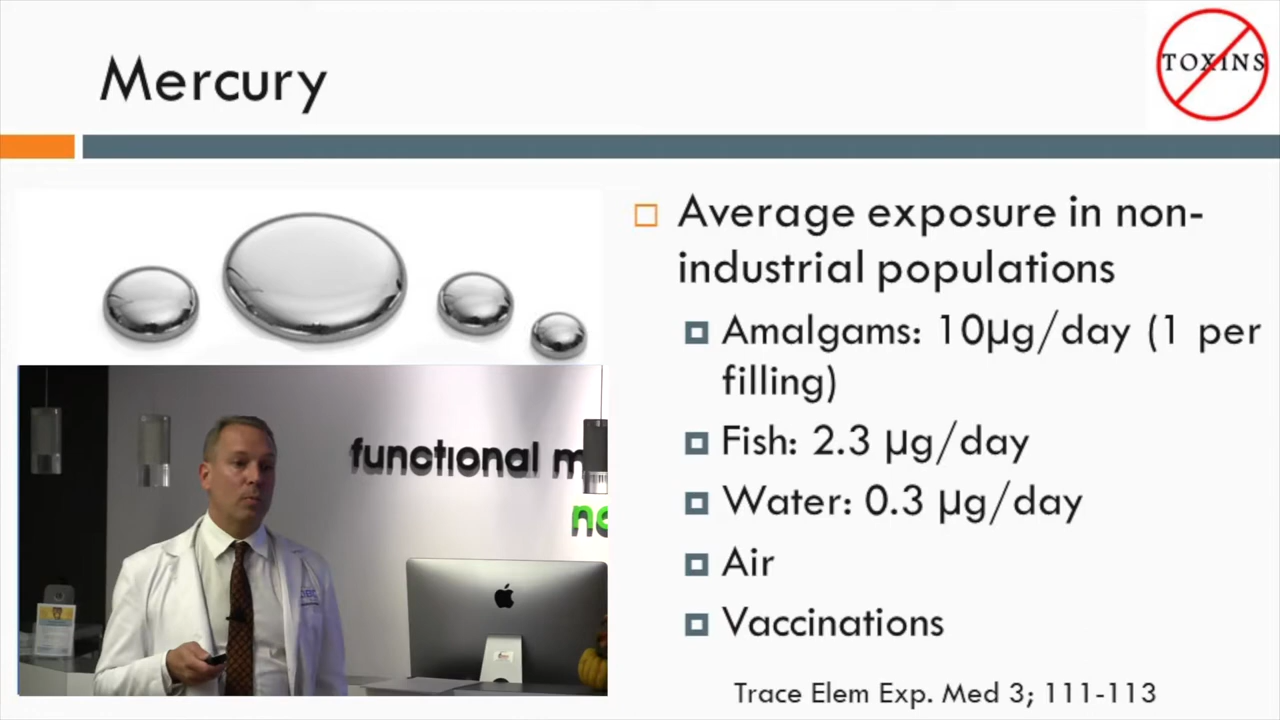 Mercury
TOXINS
Average exposure in non-
industrial populations
Amalgams: 10µg/day (1 per
filling)
Fish: 2.3 µg/day
Water: 0.3 µg/day
Air
Vaccinations
Trace Elem Exp. Med 3; 111-113
functional m